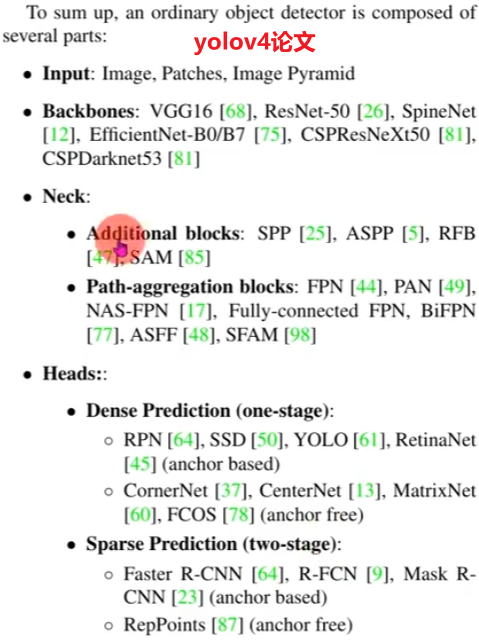 To sum up, an ordinary object detector is composed of
several parts:
yolov4论文
• Input: Image, Patches, Image Pyramid
• Backbones: VGG16 [68], ResNet-50 [26], SpineNet
[12], EfficientNet-B0/B7 [75], CSPResNeXt50 [81],
CSPDarknet53 [81]
• Neck:
• Additional blocks: SPP [25], ASPP [5], RFB
[47], SAM [85]
• Path-aggregation blocks: FPN [44], PAN [49],
NAS-FPN [17], Fully-connected FPN, BiFPN
[77], ASFF [48], SFAM [98]
• Heads::
• Dense Prediction (one-stage):
◦ RPN [64], SSD [50], YOLO [61], RetinaNet
[45] (anchor based)
◦ CornerNet [37], CenterNet [13], MatrixNet
[60], FCOS [78] (anchor free)
• Sparse Prediction (two-stage):
◦ Faster R-CNN [64], R-FCN [9], Mask R-
CNN [23] (anchor based)
◦ RepPoints [87] (anchor free)